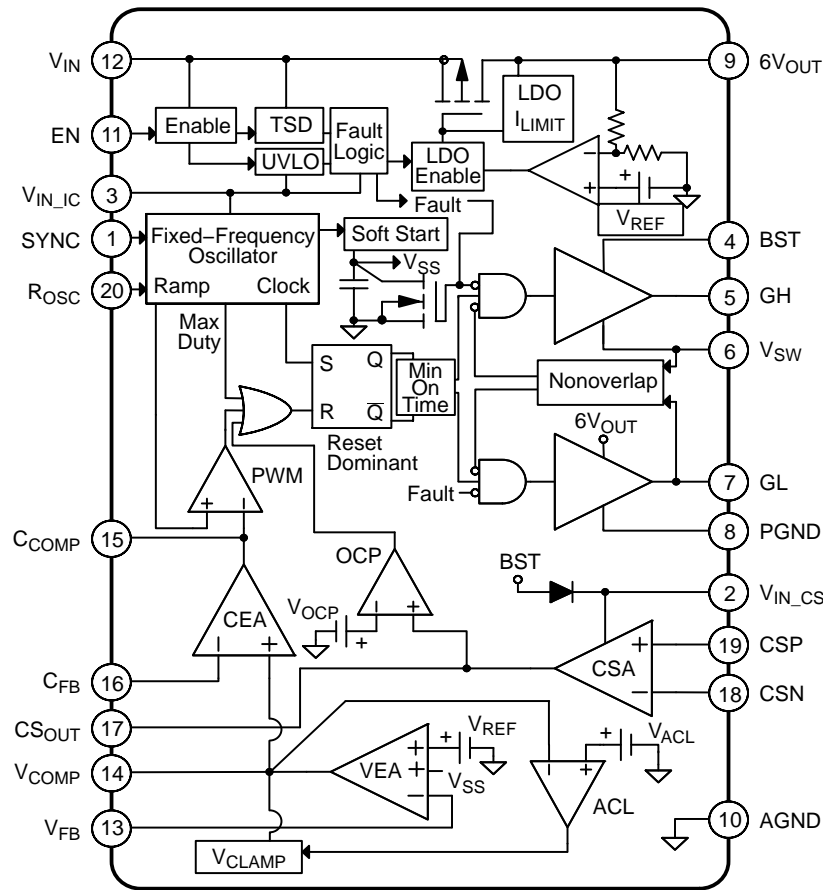 V_IN 12
9 6V_OUT
LDO
I_LIMIT
EN 11
Enable
TSD
Fault
Logic
UVLO
LDO
Enable
−
+
+
V_REF
V_IN_IC 3
Fault
SYNC 1
Fixed–Frequency
Oscillator
Ramp
Clock
Soft Start
V_SS
4 BST
R_OSC 20
5 GH
Max
Duty
6 V_SW
S
Q
R
Q̅
Min
On
Time
Nonoverlap
Reset
Dominant
6V_OUT
PWM
+
−
Fault
7 GL
8 PGND
C_COMP 15
OCP
−
+
V_OCP
+
BST
2 V_IN_CS
CEA
−
+
CSA
+
−
19 CSP
18 CSN
C_FB 16
CS_OUT 17
V_COMP 14
VEA
+
+
−
+
V_REF
V_SS
−
+
ACL
+
V_ACL
V_FB 13
10 AGND
V_CLAMP